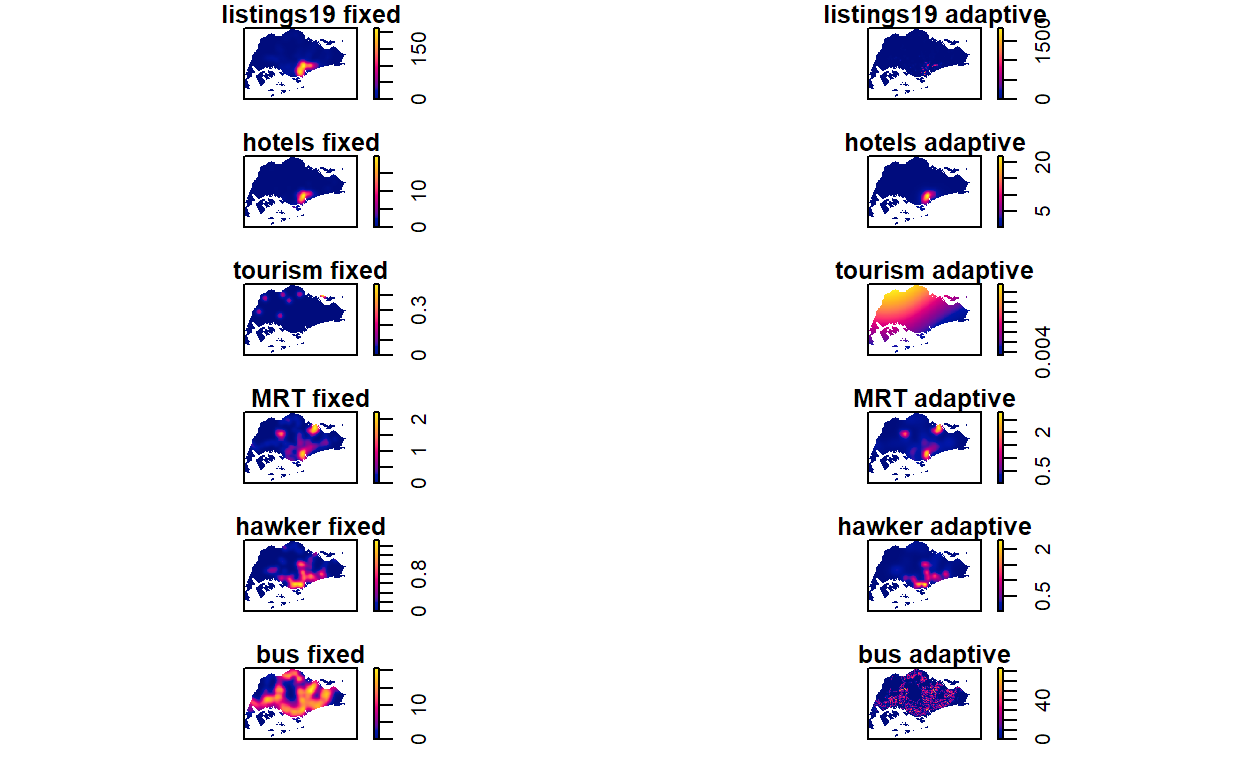 listings19 fixed
0
150
listings19 adaptive
0
1500
hotels fixed
0
10
hotels adaptive
5
20
tourism fixed
0
0.3
tourism adaptive
0.004
MRT fixed
0
1
2
MRT adaptive
0.5
2
hawker fixed
0
0.8
hawker adaptive
0.5
2
bus fixed
0
10
bus adaptive
0
40